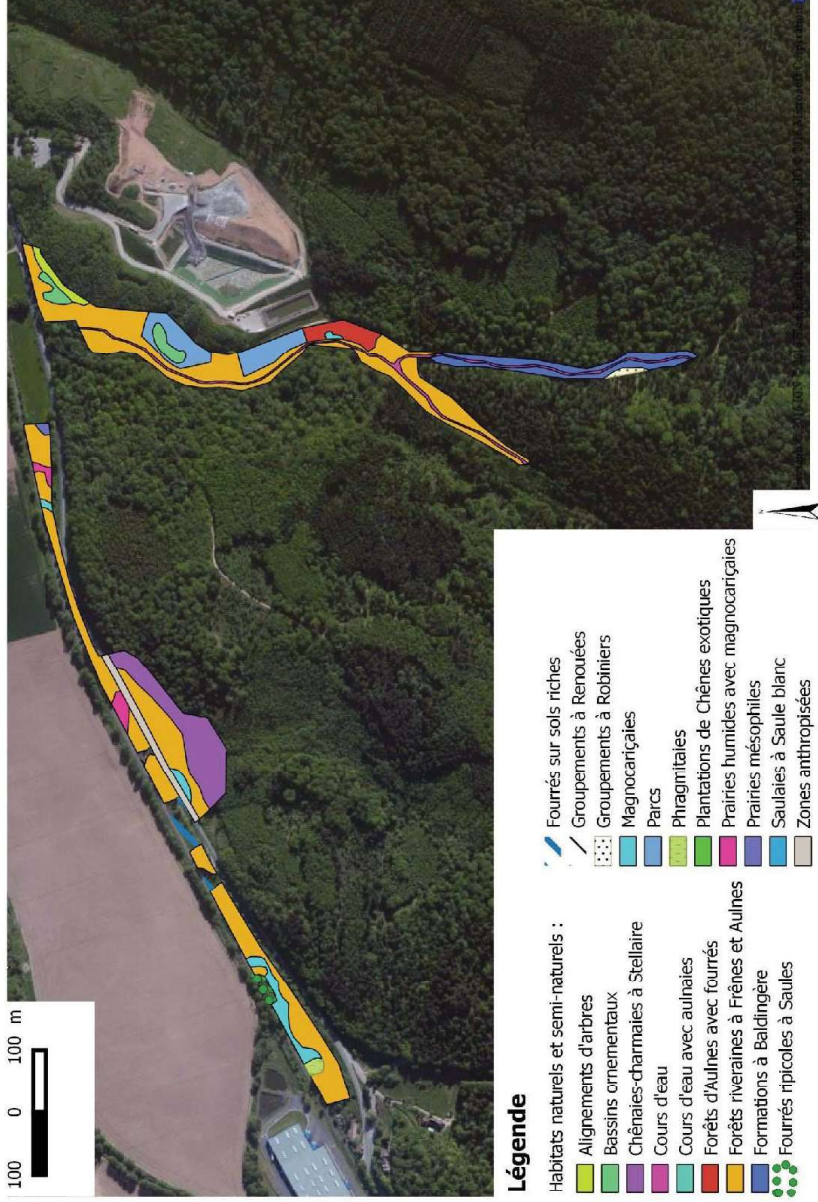 100 0 100 m
N
Légende
Habitats naturels et semi-naturels :
Alignements d'arbres
Bassins ornementaux
Chênaies-charmaies à Stellaire
Cours d'eau
Cours d'eau avec aulnaies
Forêts d'Aulnes avec fourrés
Forêts riveraines à Frênes et Aulnes
Formations à Baldingère
Fourrés ripicoles à Saules
Fourrés sur sols riches
Groupements à Renouées
Groupements à Robiniers
Magnocariçaies
Parcs
Phragmitaies
Plantations de Chênes exotiques
Prairies humides avec magnocariçaies
Prairies mésophiles
Saulaies à Saule blanc
Zones anthropisées